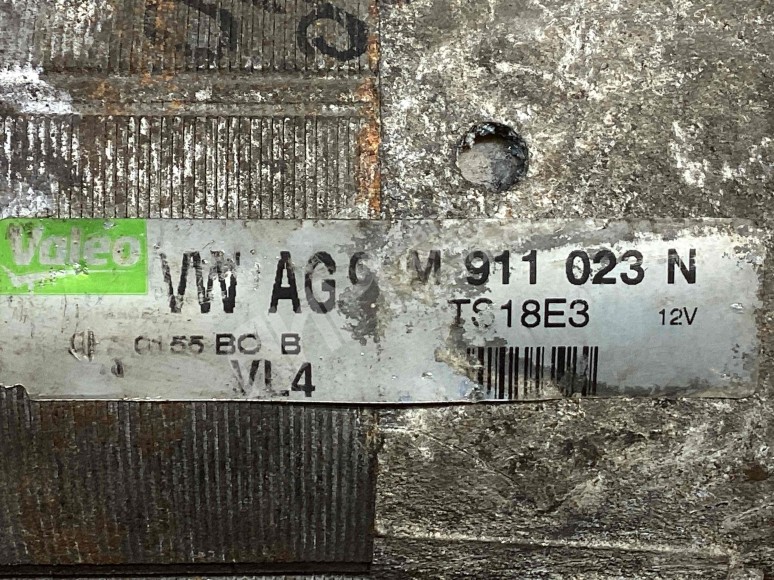 Valeo
VW AG M 911 023 N
TS18E3 12V
0155 BO B
VL4